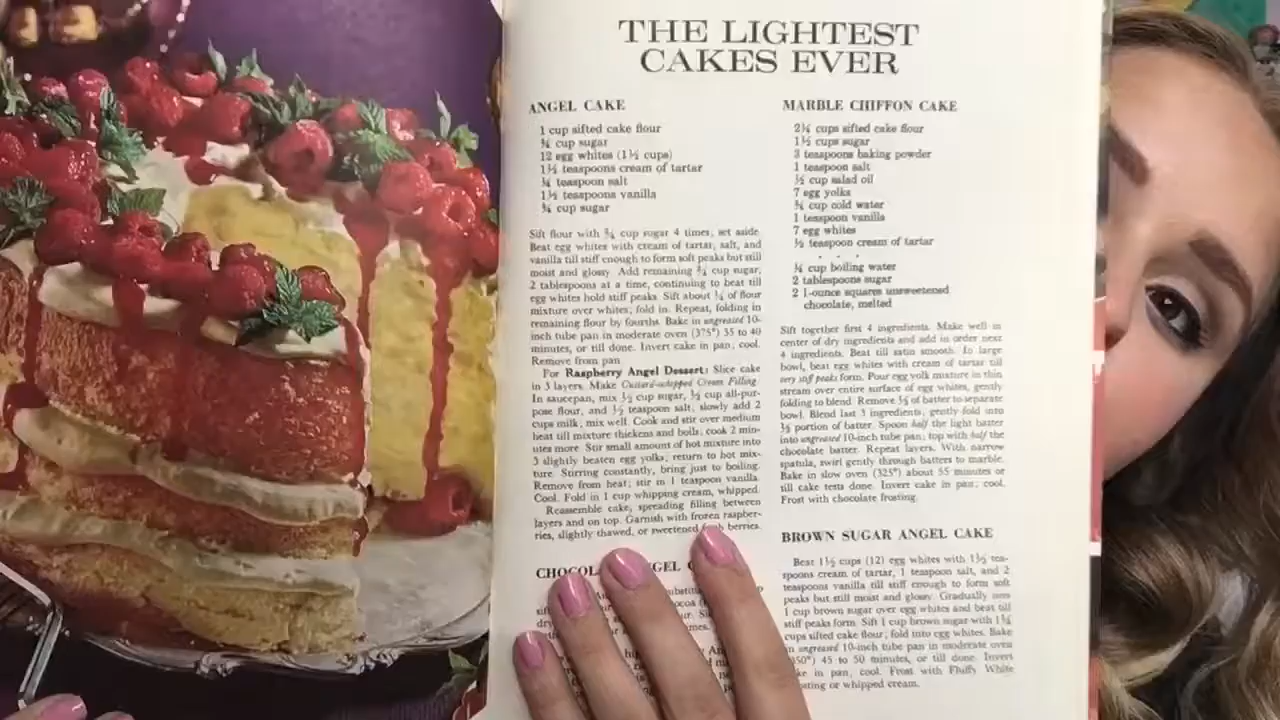 THE LIGHTEST
CAKES EVER
ANGEL CAKE
1 cup sifted cake flour
¾ cup sugar
12 egg whites (1½ cups)
1½ teaspoons cream of tartar
¼ teaspoon salt
1½ teaspoons vanilla
¾ cup sugar
Sift flour with ¾ cup sugar 4 times, set aside.
Beat egg whites with cream of tartar, salt, and
vanilla till stiff enough to form soft peaks but still
moist and glossy. Add remaining ¾ cup sugar,
2 tablespoons at a time, continuing to beat till
egg whites hold stiff peaks. Sift about ¼ of flour
mixture over whites; fold in. Repeat, folding in
remaining flour by fourths. Bake in ungreased 10-
inch tube pan in moderate oven (375°) 35 to 40
minutes, or till done. Invert cake in pan; cool.
Remove from pan.
For Raspberry Angel Dessert: Slice cake
in 3 layers. Make Custard-whipped Cream Filling.
In saucepan, mix ½ cup sugar, ½ cup all-pur-
pose flour, and ½ teaspoon salt; slowly add 2
cups milk; mix well. Cook and stir over medium
heat till mixture thickens and boils; cook 2 min-
utes more. Stir small amount of hot mixture into
3 slightly beaten egg yolks; return to hot mix-
ture. Stirring constantly, bring just to boiling.
Remove from heat; stir in 1 teaspoon vanilla.
Cool. Fold in 1 cup whipping cream, whipped.
Reassemble cake, spreading filling between
layers and on top. Garnish with frozen raspber-
ries, slightly thawed, or sweetened berries.
MARBLE CHIFFON CAKE
2¼ cups sifted cake flour
1½ cups sugar
3 teaspoons baking powder
1 teaspoon salt
½ cup salad oil
7 egg yolks
¾ cup cold water
1 teaspoon vanilla
7 egg whites
½ teaspoon cream of tartar
. . .
¼ cup boiling water
2 tablespoons sugar
2 1-ounce squares unsweetened
chocolate, melted
Sift together first 4 ingredients. Make well in
center of dry ingredients and add in order next
4 ingredients. Beat till satin smooth. In large
bowl, beat egg whites with cream of tartar till
very stiff peaks form. Pour egg yolk mixture in thin
stream over entire surface of egg whites, gently
folding to blend. Remove ⅓ of batter to separate
bowl. Blend last 3 ingredients; gently fold into
⅓ portion of batter. Spoon half the light batter
into ungreased 10-inch tube pan; top with half the
chocolate batter. Repeat layers. With narrow
spatula, swirl gently through batters to marble.
Bake in slow oven (325°) about 55 minutes or
till cake tests done. Invert cake in pan; cool.
Frost with chocolate frosting.
BROWN SUGAR ANGEL CAKE
Beat 1½ cups (12) egg whites with 1½ tea-
spoons cream of tartar, 1 teaspoon salt, and 2
teaspoons vanilla till stiff enough to form soft
peaks but still moist and glossy. Gradually
1 cup brown sugar over egg whites and beat till
stiff peaks form. Sift 1 cup brown sugar with 1¼
cups sifted cake flour; fold into egg whites. Bake
in ungreased 10-inch tube pan in moderate oven
45 to 50 minutes, or till done. Invert
in pan, cool. Frost with Fluffy White
or whipped cream.